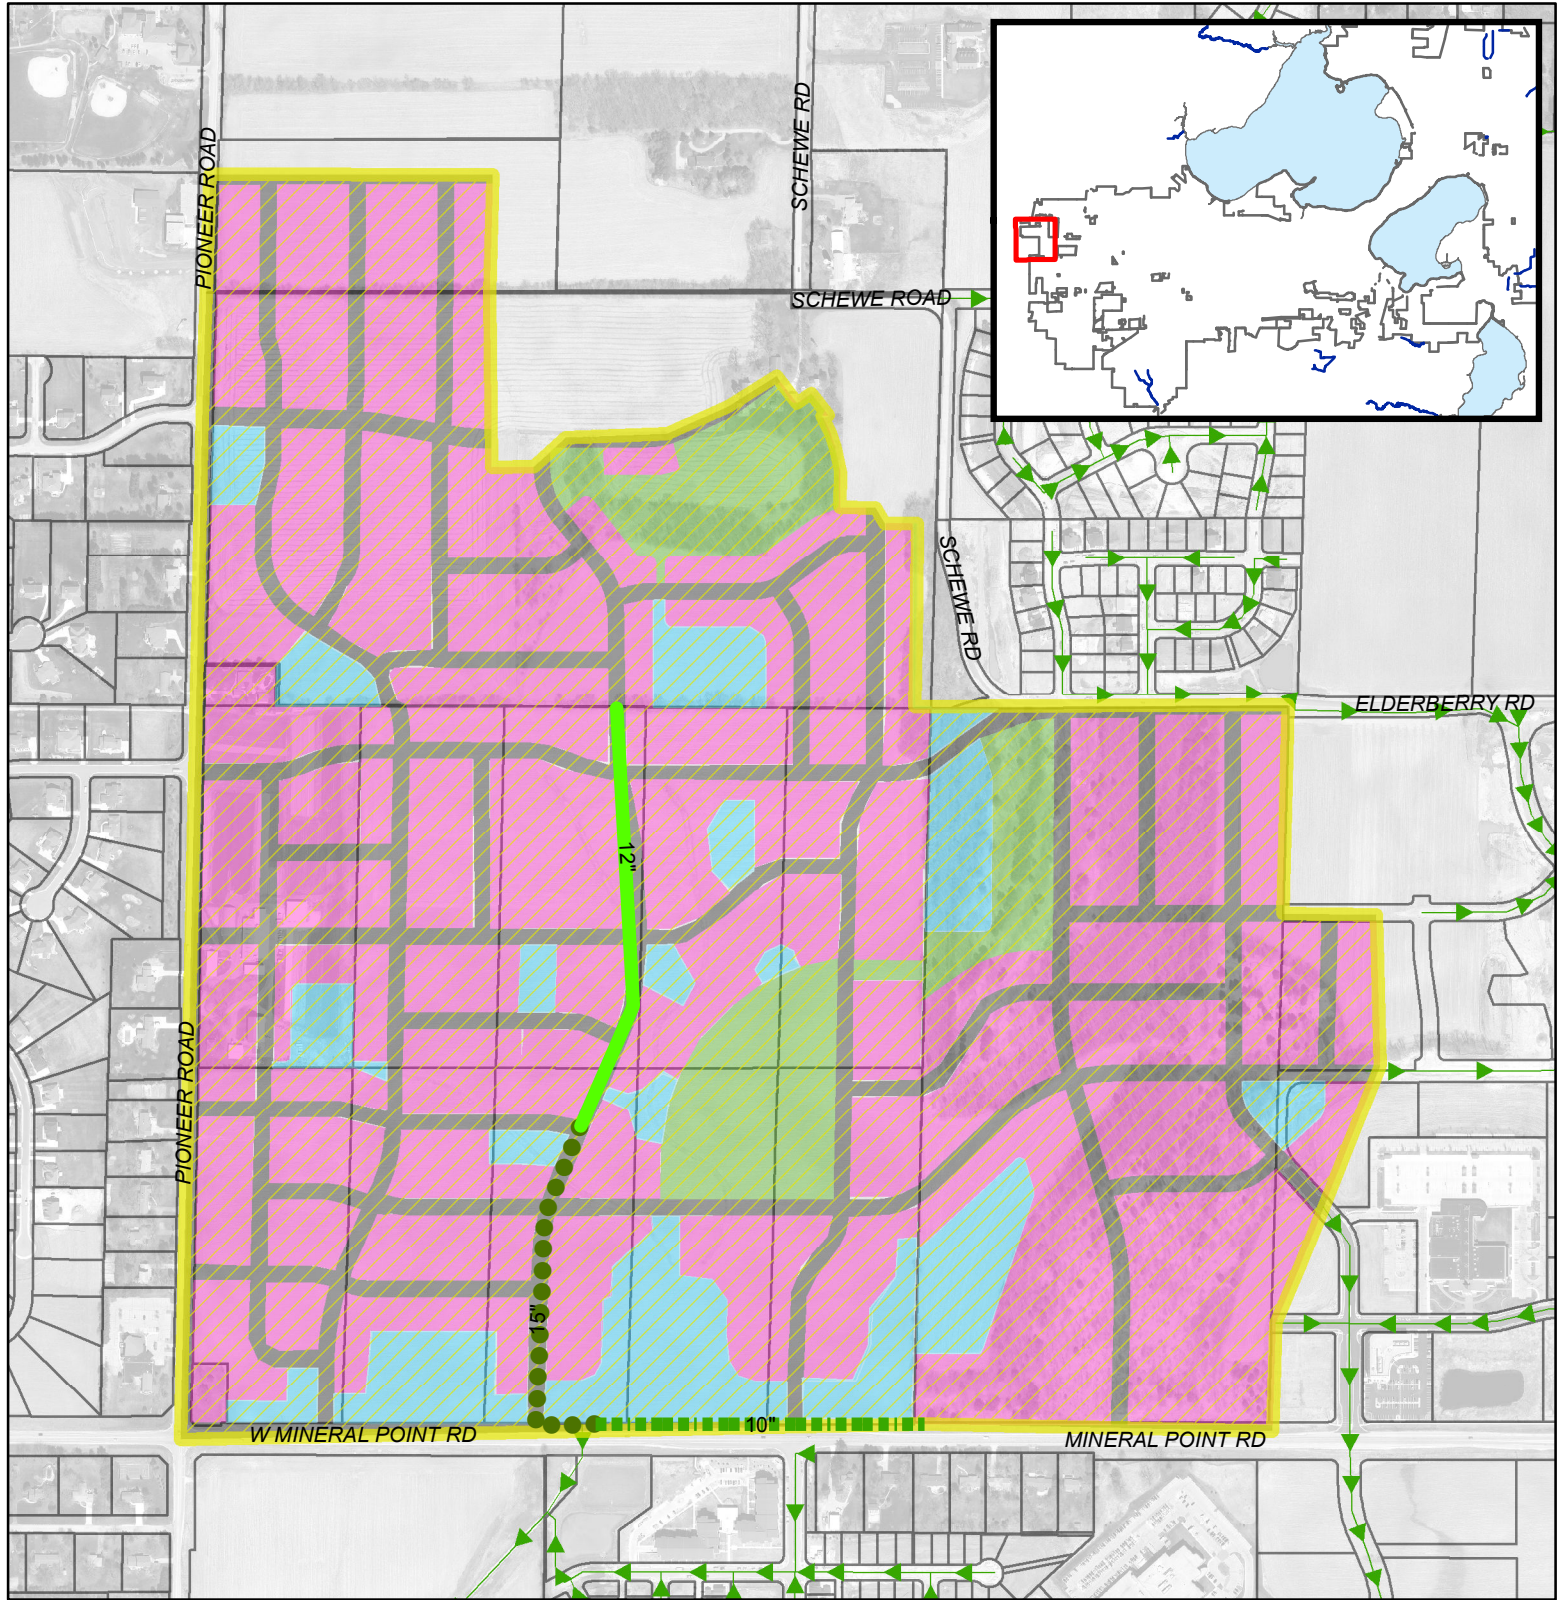 PIONEER ROAD
SCHEWE RD
SCHEWE ROAD
SCHEWE RD
ELDERBERRY RD
12"
PIONEER ROAD
15"
10"
W MINERAL POINT RD
MINERAL POINT RD